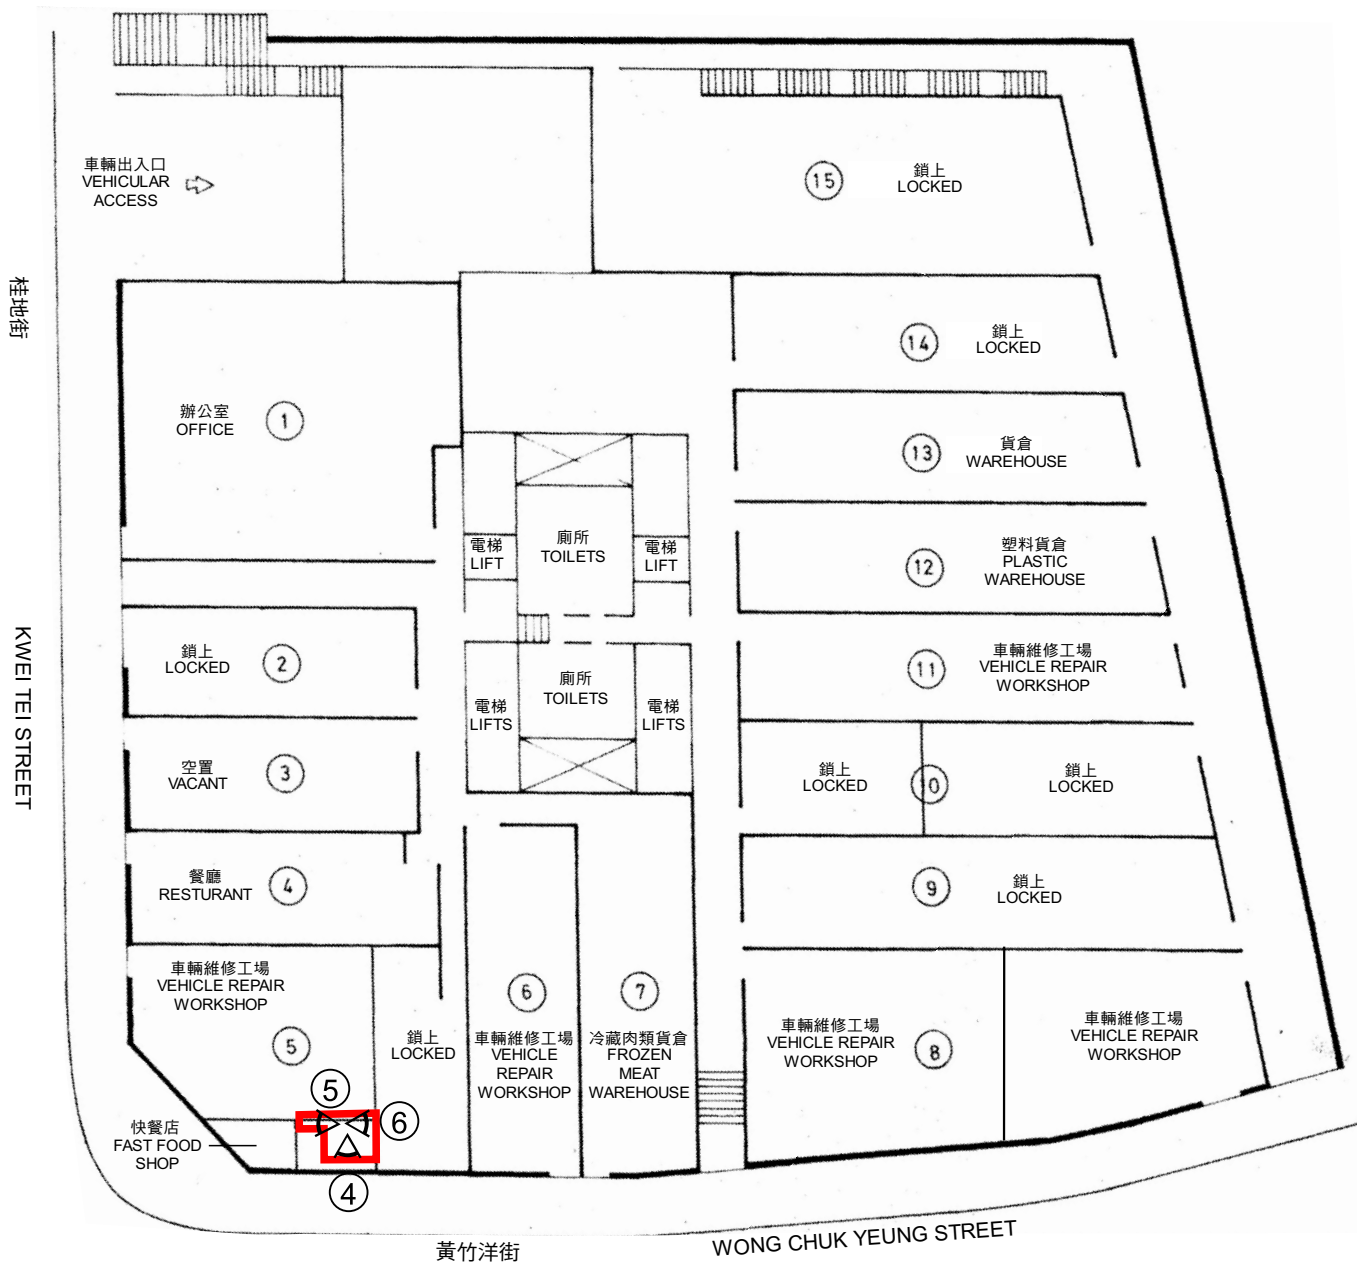 車輛出入口
VEHICULAR
ACCESS
15
鎖上
LOCKED
桂地街
KWEI TEI STREET
14
鎖上
LOCKED
辦公室
OFFICE
1
13
貨倉
WAREHOUSE
電梯
LIFT
廁所
TOILETS
電梯
LIFT
12
塑料貨倉
PLASTIC
WAREHOUSE
鎖上
LOCKED
2
11
車輛維修工場
VEHICLE REPAIR
WORKSHOP
電梯
LIFTS
廁所
TOILETS
電梯
LIFTS
空置
VACANT
3
鎖上
LOCKED
10
鎖上
LOCKED
餐廳
RESTURANT
4
9
鎖上
LOCKED
車輛維修工場
VEHICLE REPAIR
WORKSHOP
5
鎖上
LOCKED
6
車輛維修工場
VEHICLE
REPAIR
WORKSHOP
7
冷藏肉類貨倉
FROZEN
MEAT
WAREHOUSE
車輛維修工場
VEHICLE REPAIR
WORKSHOP
8
車輛維修工場
VEHICLE REPAIR
WORKSHOP
快餐店
FAST FOOD
SHOP
5
6
4
黃竹洋街
WONG CHUK YEUNG STREET